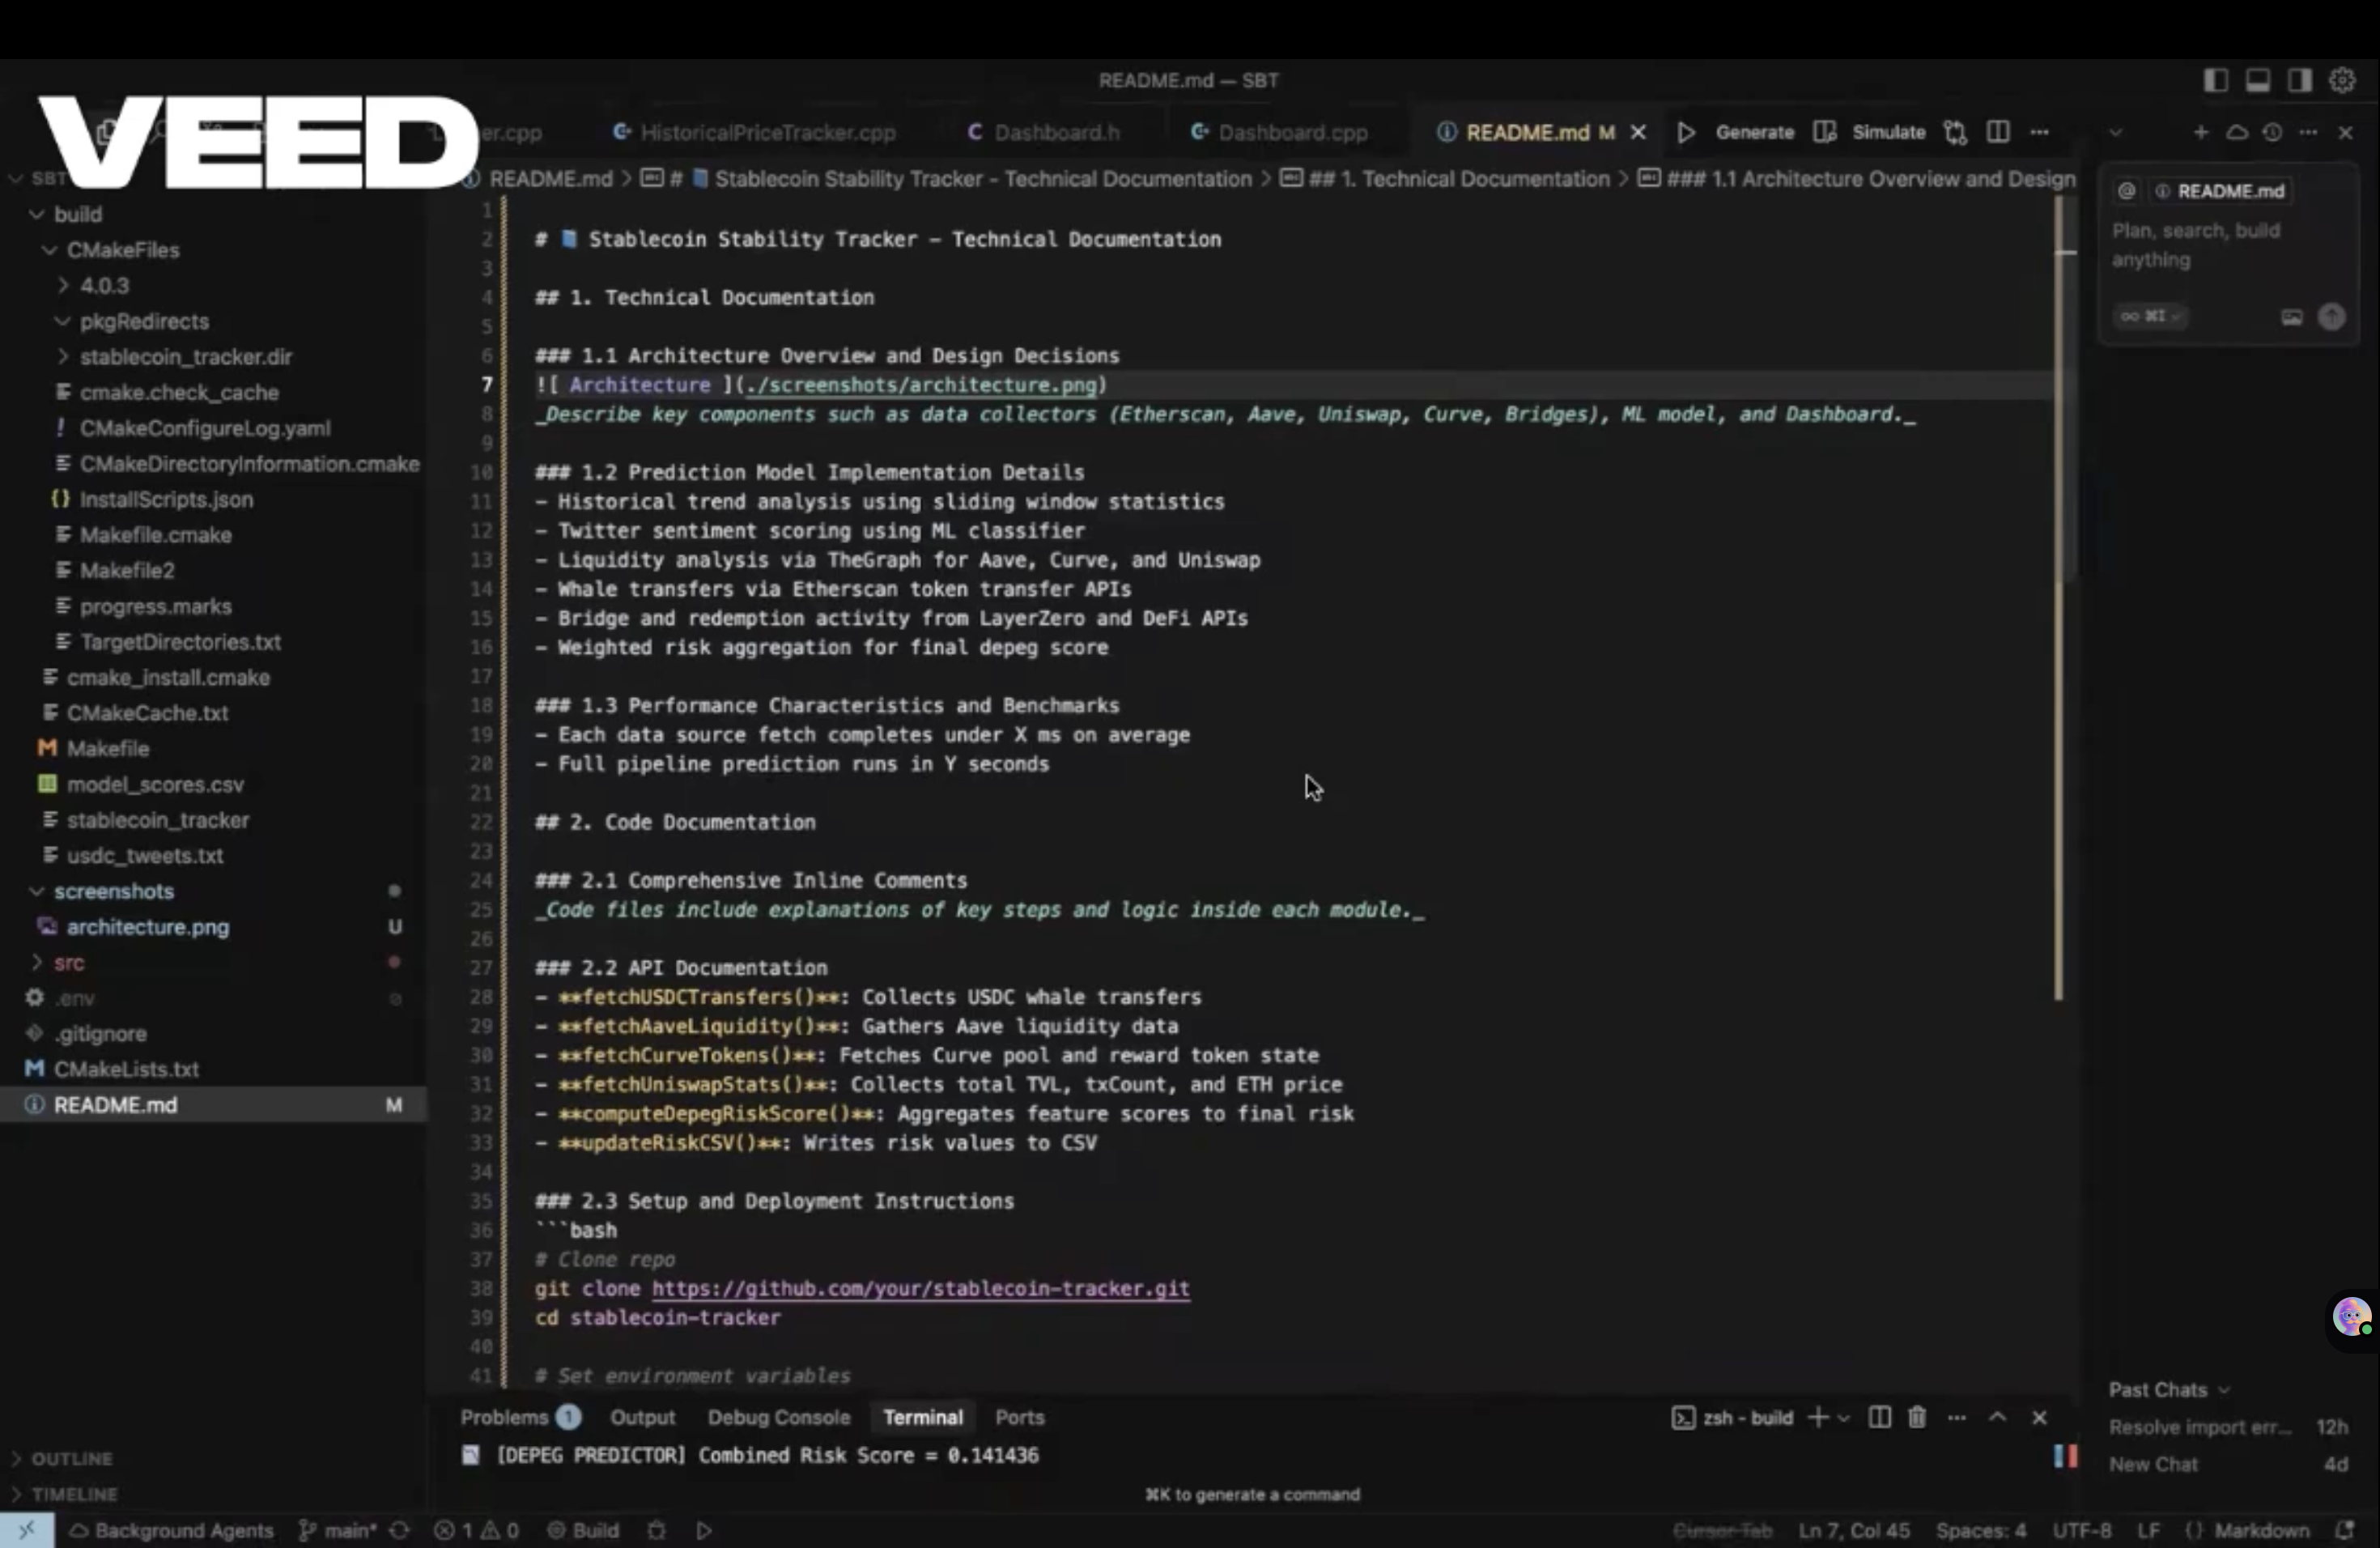 README.md — SBT
VEED
er.cpp
HistoricalPriceTracker.cpp
Dashboard.h
Dashboard.cpp
README.md M
Generate
Simulate
SBT
README.md > # 📘 Stablecoin Stability Tracker - Technical Documentation > ## 1. Technical Documentation > ### 1.1 Architecture Overview and Design
build
CMakeFiles
4.0.3
pkgRedirects
stablecoin_tracker.dir
cmake.check_cache
! CMakeConfigureLog.yaml
CMakeDirectoryInformation.cmake
{} InstallScripts.json
Makefile.cmake
Makefile2
progress.marks
TargetDirectories.txt
cmake_install.cmake
CMakeCache.txt
M Makefile
model_scores.csv
stablecoin_tracker
usdc_tweets.txt
screenshots
architecture.png U
src
.env
.gitignore
M CMakeLists.txt
README.md M
OUTLINE
TIMELINE
1
2 # 📘 Stablecoin Stability Tracker – Technical Documentation
3
4 ## 1. Technical Documentation
5
6 ### 1.1 Architecture Overview and Design Decisions
7 ![ Architecture ](./screenshots/architecture.png)
8 _Describe key components such as data collectors (Etherscan, Aave, Uniswap, Curve, Bridges), ML model, and Dashboard._
9
10 ### 1.2 Prediction Model Implementation Details
11 - Historical trend analysis using sliding window statistics
12 - Twitter sentiment scoring using ML classifier
13 - Liquidity analysis via TheGraph for Aave, Curve, and Uniswap
14 - Whale transfers via Etherscan token transfer APIs
15 - Bridge and redemption activity from LayerZero and DeFi APIs
16 - Weighted risk aggregation for final depeg score
17
18 ### 1.3 Performance Characteristics and Benchmarks
19 - Each data source fetch completes under X ms on average
20 - Full pipeline prediction runs in Y seconds
21
22 ## 2. Code Documentation
23
24 ### 2.1 Comprehensive Inline Comments
25 _Code files include explanations of key steps and logic inside each module._
26
27 ### 2.2 API Documentation
28 - **fetchUSDCTransfers()**: Collects USDC whale transfers
29 - **fetchAaveLiquidity()**: Gathers Aave liquidity data
30 - **fetchCurveTokens()**: Fetches Curve pool and reward token state
31 - **fetchUniswapStats()**: Collects total TVL, txCount, and ETH price
32 - **computeDepegRiskScore()**: Aggregates feature scores to final risk
33 - **updateRiskCSV()**: Writes risk values to CSV
34
35 ### 2.3 Setup and Deployment Instructions
36 ```bash
37 # Clone repo
38 git clone https://github.com/your/stablecoin-tracker.git
39 cd stablecoin-tracker
40
41 # Set environment variables
@ README.md
Plan, search, build
anything
∞ ⌘I
Past Chats
Resolve import err... 12h
New Chat 4d
Problems 1
Output
Debug Console
Terminal
Ports
zsh - build
[DEPEG PREDICTOR] Combined Risk Score = 0.141436
⌘K to generate a command
Background Agents
main*
1 0
Build
Cursor Tab
Ln 7, Col 45
Spaces: 4
UTF-8
LF
{} Markdown